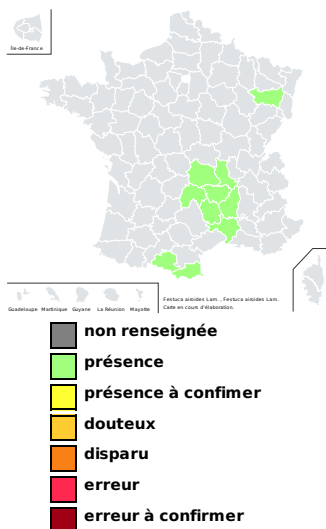 Île-de-France
Guadeloupe Martinique Guyane La Réunion Mayotte
Festuca airoides Lam. , Festuca airoides Lam.
Carte en cours d'élaboration.
non renseignée
présence
présence à confimer
douteux
disparu
erreur
erreur à confirmer